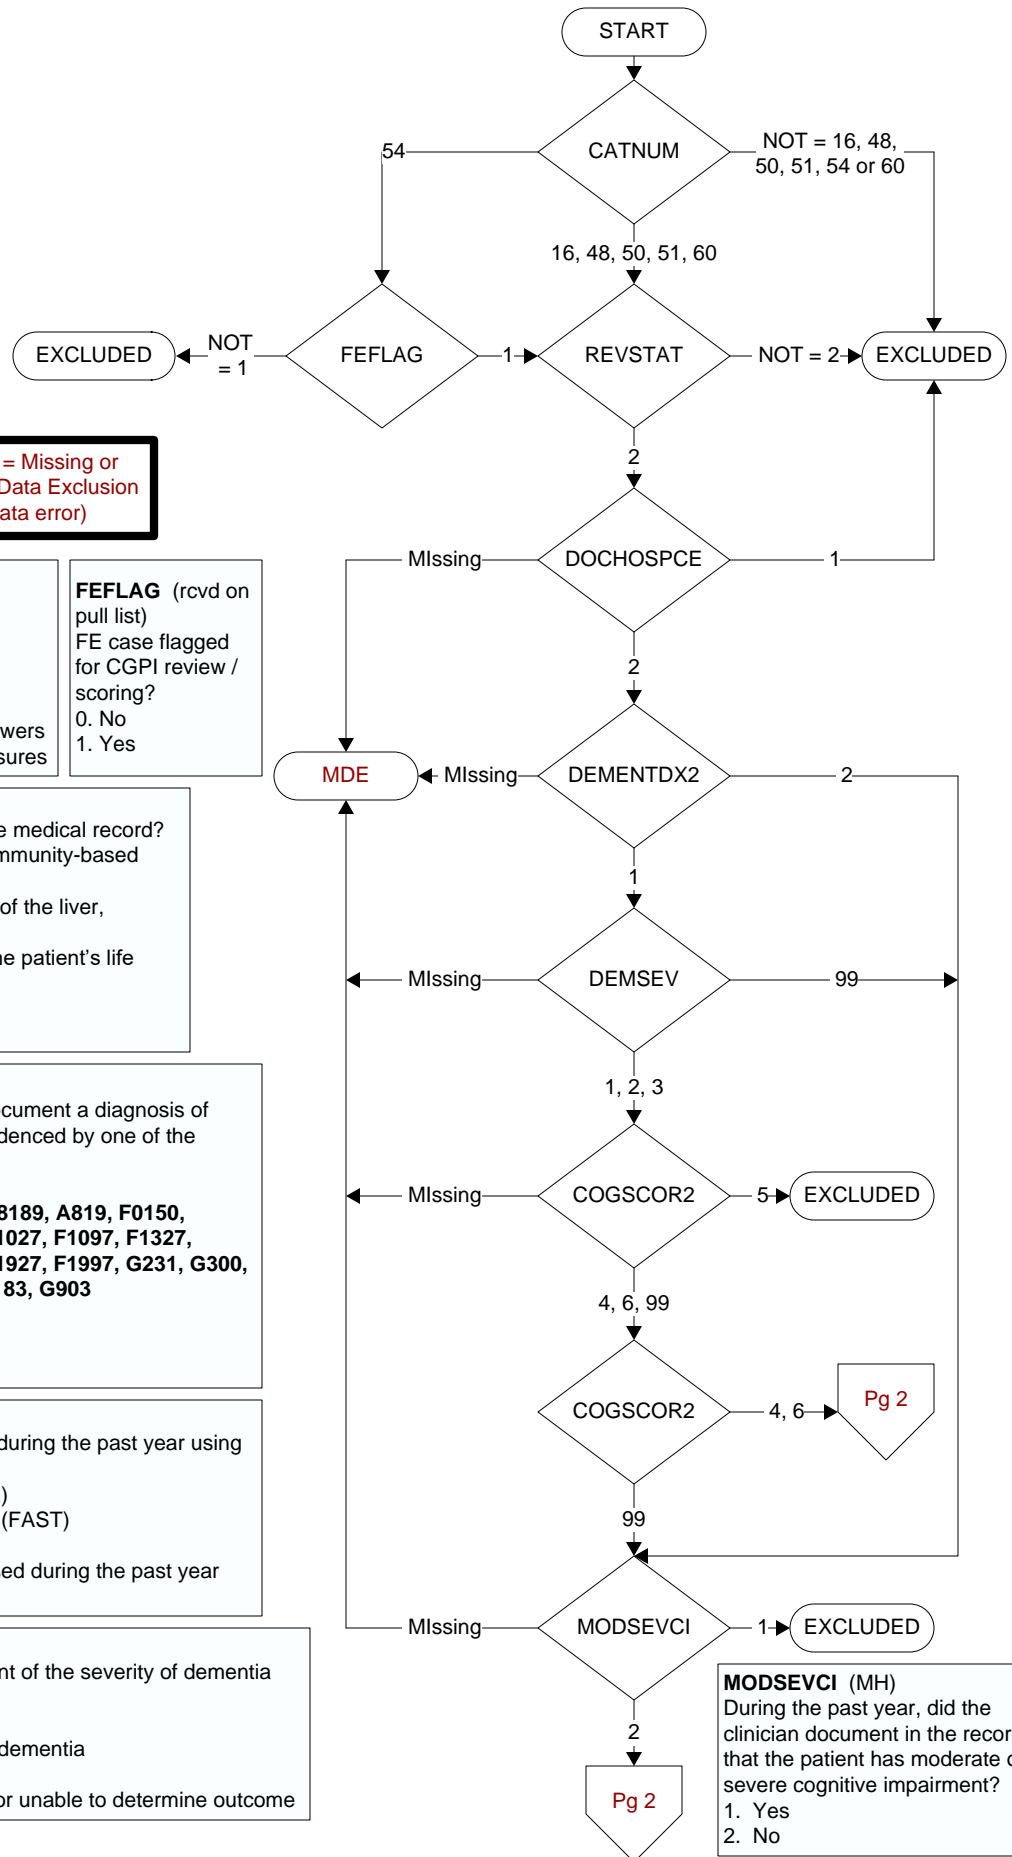 START
CATNUM
54
NOT = 16, 48,
50, 51, 54 or 60
16, 48, 50, 51, 60
EXCLUDED
NOT
= 1
FEFLAG
1
REVSTAT
NOT = 2
EXCLUDED
2
= Missing or
Data Exclusion
ata error)
MIssing
DOCHOSPCE
1
FEFLAG (rcvd on
pull list)
FE case flagged
for CGPI review /
scoring?
0. No
1. Yes
wers
sures
2
MDE
MIssing
DEMENTDX2
2
e medical record?
mmunity-based
of the liver,
he patient's life
1
MIssing
DEMSEV
99
1, 2, 3
ocument a diagnosis of
idenced by one of the
8189, A819, F0150,
1027, F1097, F1327,
1927, F1997, G231, G300,
83, G903
MIssing
COGSCOR2
5
EXCLUDED
4, 6, 99
COGSCOR2
4, 6
Pg 2
during the past year using
)
(FAST)
ed during the past year
99
MIssing
MODSEVCI
1
EXCLUDED
nt of the severity of dementia
dementia
or unable to determine outcome
MODSEVCI (MH)
During the past year, did the
clinician document in the recor
that the patient has moderate o
severe cognitive impairment?
1. Yes
2. No
2
Pg 2